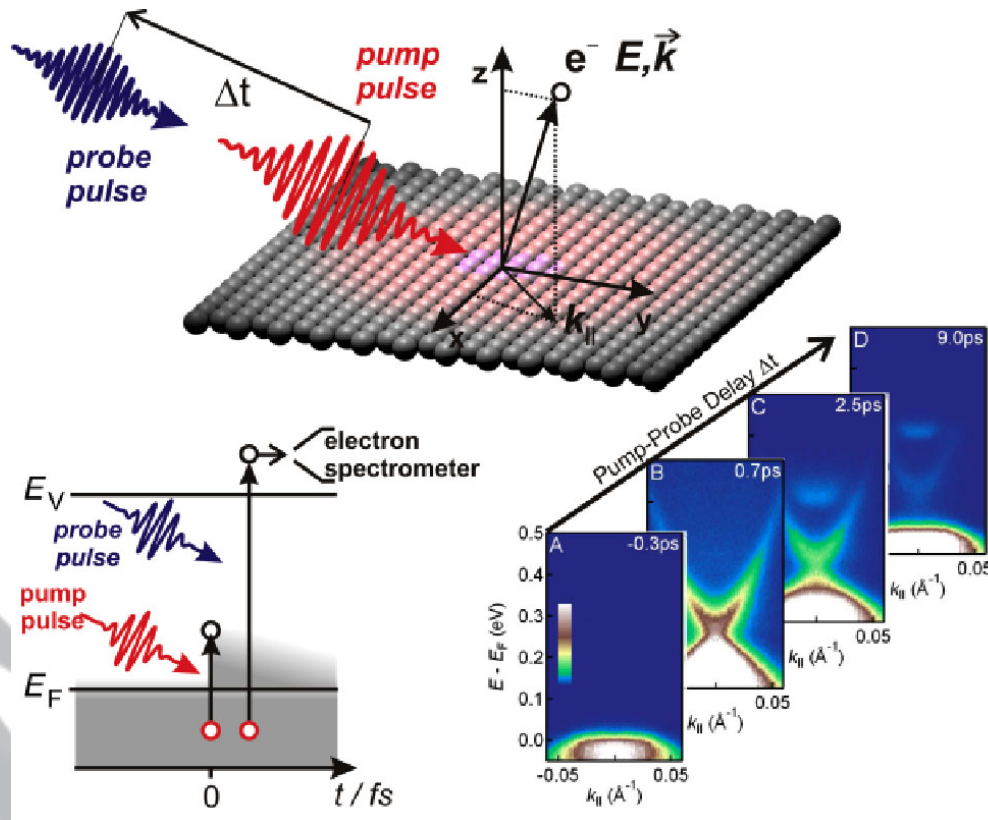 probe
pulse
Δt
pump
pulse
z
e⁻ E,k⃗
x
k||
y
electron
spectrometer
E_V
probe
pulse
pump
pulse
E_F
0
t / fs
Pump-Probe Delay Δt
A
-0.3ps
B
0.7ps
C
2.5ps
D
9.0ps
E - E_F (eV)
0.5
0.4
0.3
0.2
0.1
0.0
-0.05
0.05
k|| (Å⁻¹)
0.05
k|| (Å⁻¹)
0.05
k|| (Å⁻¹)
0.05
k|| (Å⁻¹)